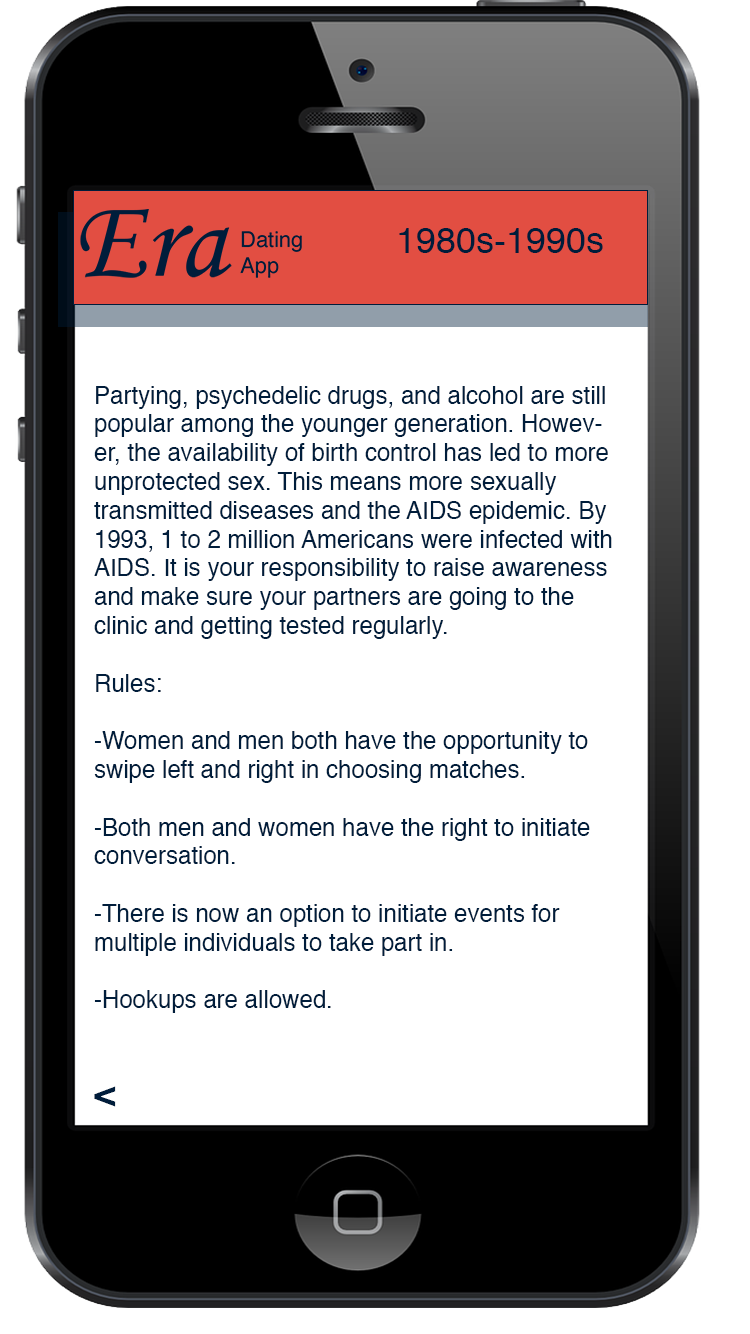 Era Dating
App
1980s-1990s
Partying, psychedelic drugs, and alcohol are still
popular among the younger generation. Howev-
er, the availability of birth control has led to more
unprotected sex. This means more sexually
transmitted diseases and the AIDS epidemic. By
1993, 1 to 2 million Americans were infected with
AIDS. It is your responsibility to raise awareness
and make sure your partners are going to the
clinic and getting tested regularly.
Rules:
-Women and men both have the opportunity to
swipe left and right in choosing matches.
-Both men and women have the right to initiate
conversation.
-There is now an option to initiate events for
multiple individuals to take part in.
-Hookups are allowed.
<